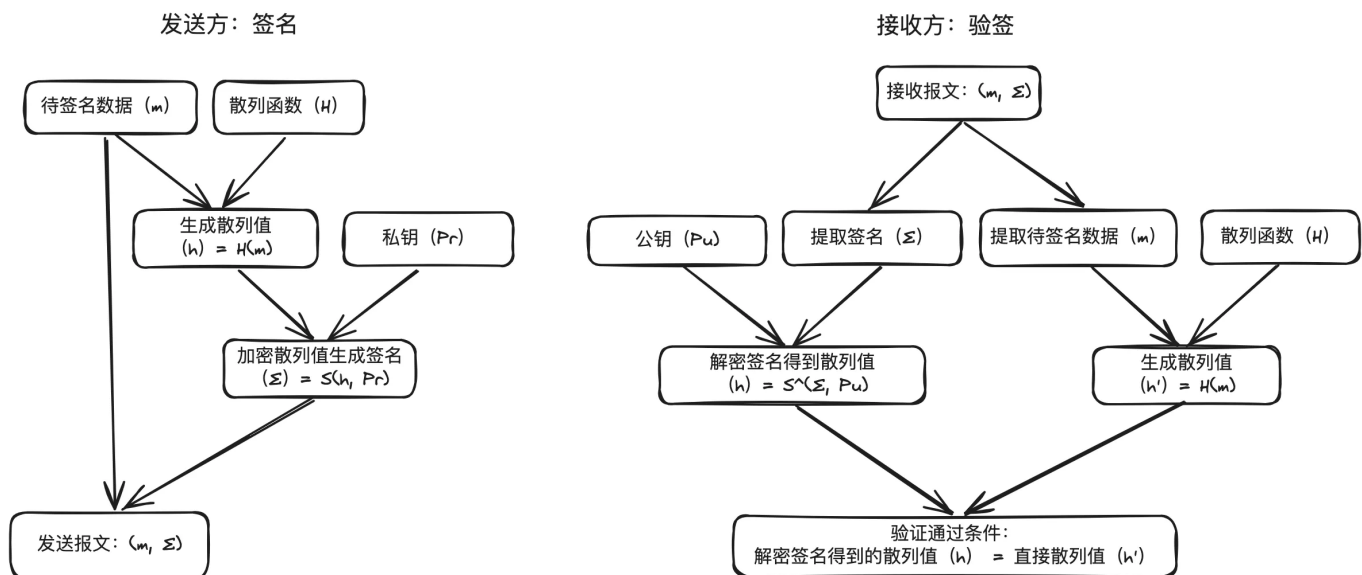 发送方：签名
待签名数据（m）
散列函数（H）
生成散列值
（h）= H(m)
私钥（Pr）
加密散列值生成签名
（Σ）= S(h, Pr)
发送报文：(m, Σ)
接收方：验签
接收报文：(m, Σ)
公钥（Pu）
提取签名（Σ）
提取待签名数据（m）
散列函数（H）
解密签名得到散列值
（h）= S^(Σ, Pu)
生成散列值
（h'）= H(m)
验证通过条件：
解密签名得到的散列值（h） = 直接散列值（h'）